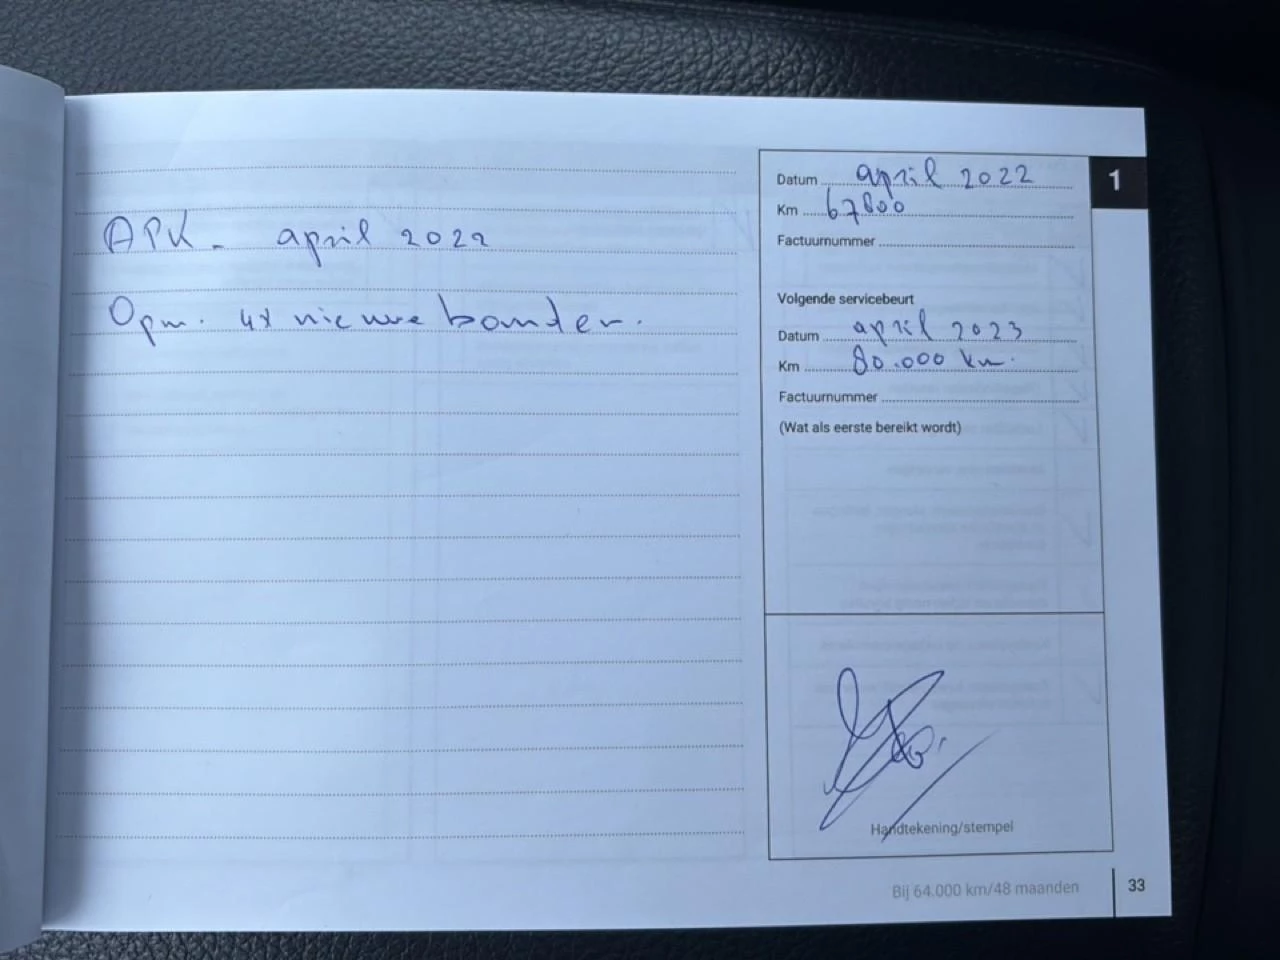 APK - april 2022
Opm. 4x nieuwe banden.
1
Datum april 2022
Km 67800
Factuurnummer
Volgende servicebeurt
Datum april 2023
Km 80.000 km.
Factuurnummer
(Wat als eerste bereikt wordt)
Handtekening/stempel
Bij 64.000 km/48 maanden
33